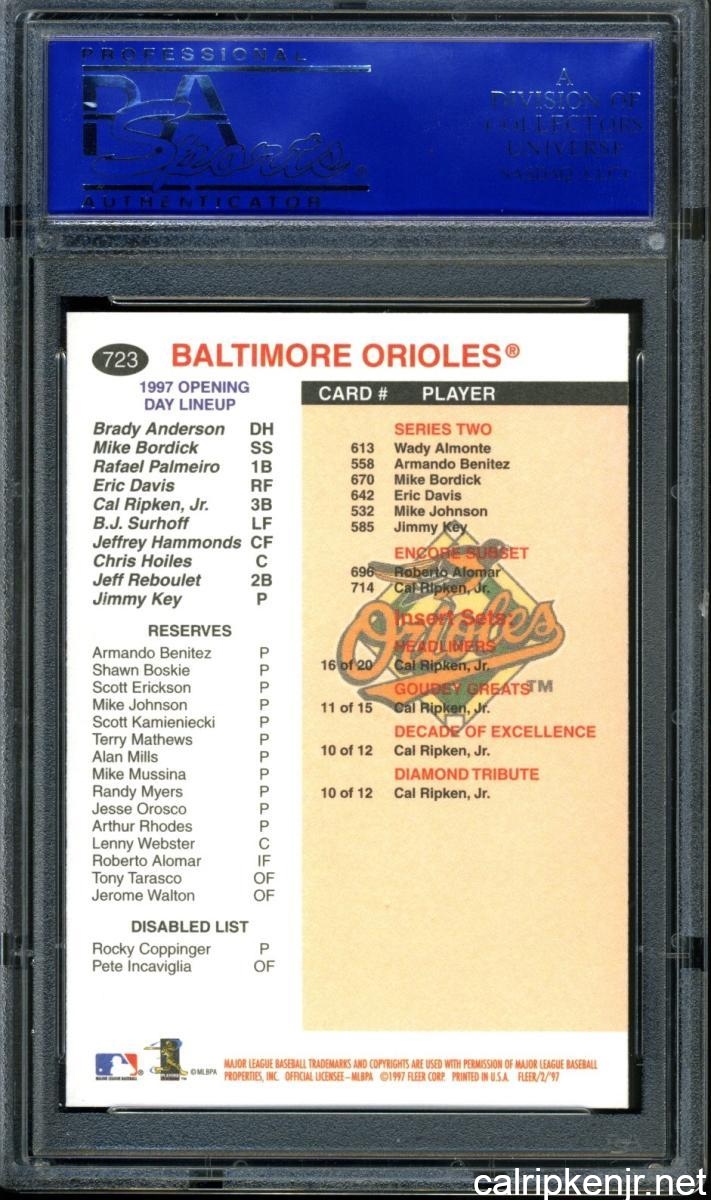 PROFESSIONAL
PSA
Sports®
AUTHENTICATOR
A
DIVISION OF
COLLECTORS
UNIVERSE
NASDAQ: CLCT
723 BALTIMORE ORIOLES®
1997 OPENING
DAY LINEUP
Brady Anderson DH
Mike Bordick SS
Rafael Palmeiro 1B
Eric Davis RF
Cal Ripken, Jr. 3B
B.J. Surhoff LF
Jeffrey Hammonds CF
Chris Hoiles C
Jeff Reboulet 2B
Jimmy Key P
RESERVES
Armando Benitez P
Shawn Boskie P
Scott Erickson P
Mike Johnson P
Scott Kamieniecki P
Terry Mathews P
Alan Mills P
Mike Mussina P
Randy Myers P
Jesse Orosco P
Arthur Rhodes P
Lenny Webster C
Roberto Alomar IF
Tony Tarasco OF
Jerome Walton OF
DISABLED LIST
Rocky Coppinger P
Pete Incaviglia OF
CARD # PLAYER
SERIES TWO
613 Wady Almonte
558 Armando Benitez
670 Mike Bordick
642 Eric Davis
532 Mike Johnson
585 Jimmy Key
ENCORE SUBSET
696 Roberto Alomar
714 Cal Ripken, Jr.
Insert Sets:
HEADLINERS
16 of 20 Cal Ripken, Jr.
GOUDEY GREATS
11 of 15 Cal Ripken, Jr.
DECADE OF EXCELLENCE
10 of 12 Cal Ripken, Jr.
DIAMOND TRIBUTE
10 of 12 Cal Ripken, Jr.
Orioles TM
©MLBPA
MAJOR LEAGUE BASEBALL TRADEMARKS AND COPYRIGHTS ARE USED WITH PERMISSION OF MAJOR LEAGUE BASEBALL
PROPERTIES, INC. OFFICIAL LICENSEE–MLBPA ©1997 FLEER CORP. PRINTED IN U.S.A. FLEER/2/'97
calripkenjr.net